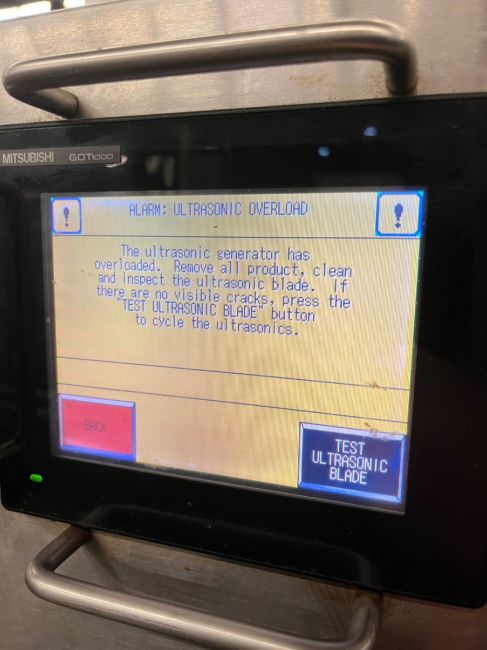 MITSUBISHI GOT1000
ALARM: ULTRASONIC OVERLOAD
The ultrasonic generator has
overloaded. Remove all product, clean
and inspect the ultrasonic blade. If
there are no visible cracks, press the
"TEST ULTRASONIC BLADE" button
to cycle the ultrasonics.
BACK
TEST
ULTRASONIC
BLADE